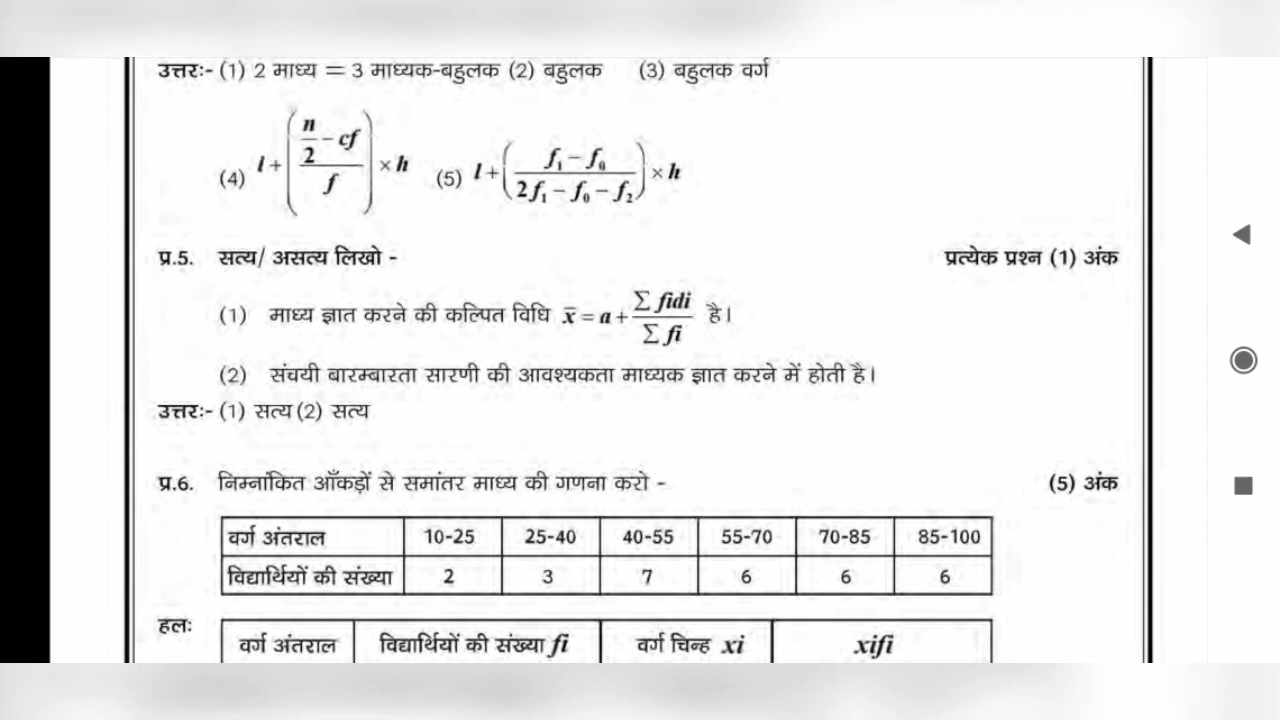 उत्तरः- (1) 2 माध्य = 3 माध्यक-बहुलक (2) बहुलक (3) बहुलक वर्ग
(4) l + ( (n/2 - cf) / f ) × h (5) l + ( (f₁ - f₀) / (2f₁ - f₀ - f₂) ) × h
प्र.5. सत्य/ असत्य लिखो - प्रत्येक प्रश्न (1) अंक
(1) माध्य ज्ञात करने की कल्पित विधि x̄ = a + ∑ fidi / ∑ fi है।
(2) संचयी बारम्बारता सारणी की आवश्यकता माध्यक ज्ञात करने में होती है।
उत्तरः- (1) सत्य (2) सत्य
प्र.6. निम्नांकित आँकड़ों से समांतर माध्य की गणना करो - (5) अंक
वर्ग अंतराल 10-25 25-40 40-55 55-70 70-85 85-100
विद्यार्थियों की संख्या 2 3 7 6 6 6
हलः
वर्ग अंतराल विद्यार्थियों की संख्या fi वर्ग चिन्ह xi xifi